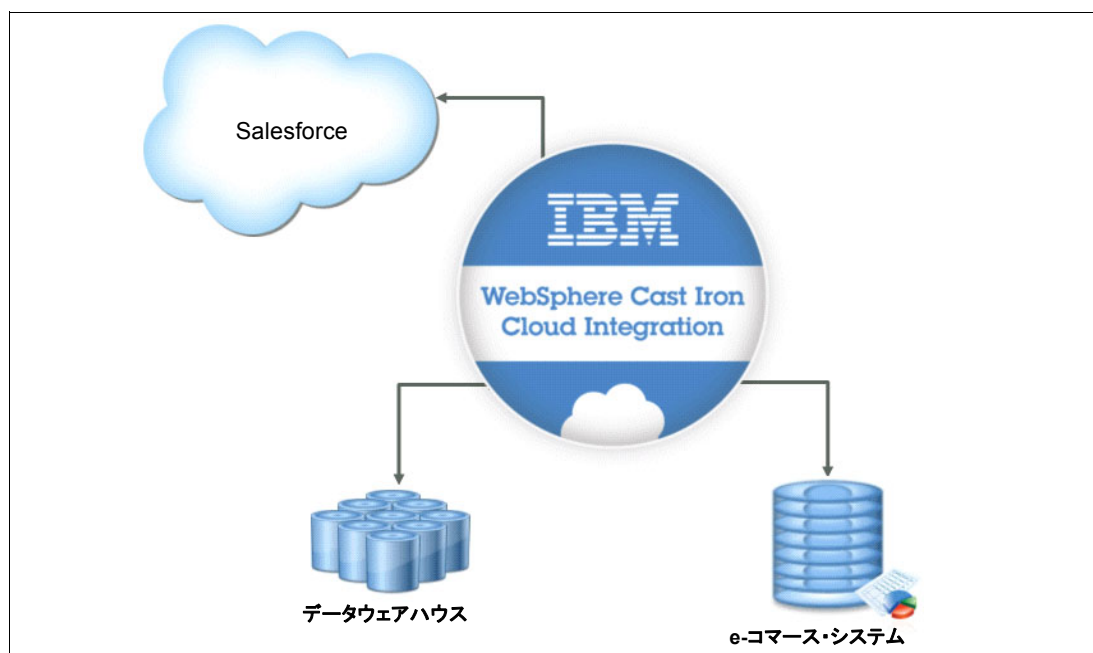 Salesforce
IBM
WebSphere Cast Iron
Cloud Integration
データウェアハウス
e-コマース・システム